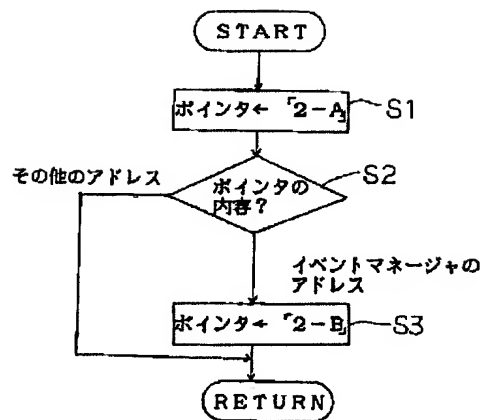 START
ポインタ← 「2-A」
S1
その他のアドレス
S2
ポインタの
内容?
イベントマネージャの
アドレス
ポインタ← 「2-B」
S3
RETURN